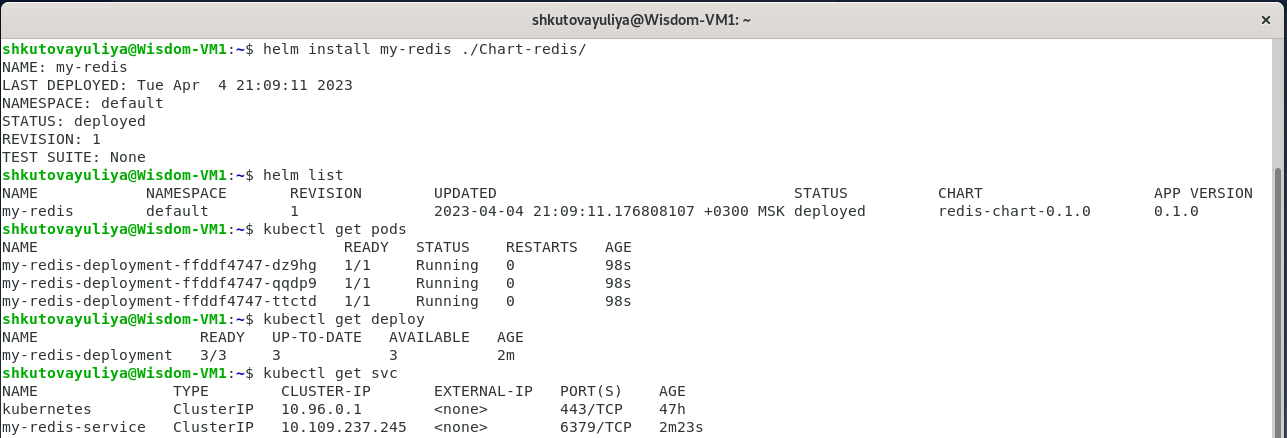 shkutovayuliya@Wisdom-VM1: ~
×
shkutovayuliya@Wisdom-VM1:~$ helm install my-redis ./Chart-redis/
NAME: my-redis
LAST DEPLOYED: Tue Apr  4 21:09:11 2023
NAMESPACE: default
STATUS: deployed
REVISION: 1
TEST SUITE: None
shkutovayuliya@Wisdom-VM1:~$ helm list
NAME            NAMESPACE       REVISION        UPDATED                                 STATUS          CHART                   APP VERSION
my-redis        default         1               2023-04-04 21:09:11.176808107 +0300 MSK deployed        redis-chart-0.1.0       0.1.0
shkutovayuliya@Wisdom-VM1:~$ kubectl get pods
NAME                                  READY   STATUS    RESTARTS   AGE
my-redis-deployment-ffddf4747-dz9hg   1/1     Running   0          98s
my-redis-deployment-ffddf4747-qqdp9   1/1     Running   0          98s
my-redis-deployment-ffddf4747-ttctd   1/1     Running   0          98s
shkutovayuliya@Wisdom-VM1:~$ kubectl get deploy
NAME                  READY   UP-TO-DATE   AVAILABLE   AGE
my-redis-deployment   3/3     3            3           2m
shkutovayuliya@Wisdom-VM1:~$ kubectl get svc
NAME               TYPE        CLUSTER-IP       EXTERNAL-IP   PORT(S)    AGE
kubernetes         ClusterIP   10.96.0.1        <none>        443/TCP    47h
my-redis-service   ClusterIP   10.109.237.245   <none>        6379/TCP   2m23s